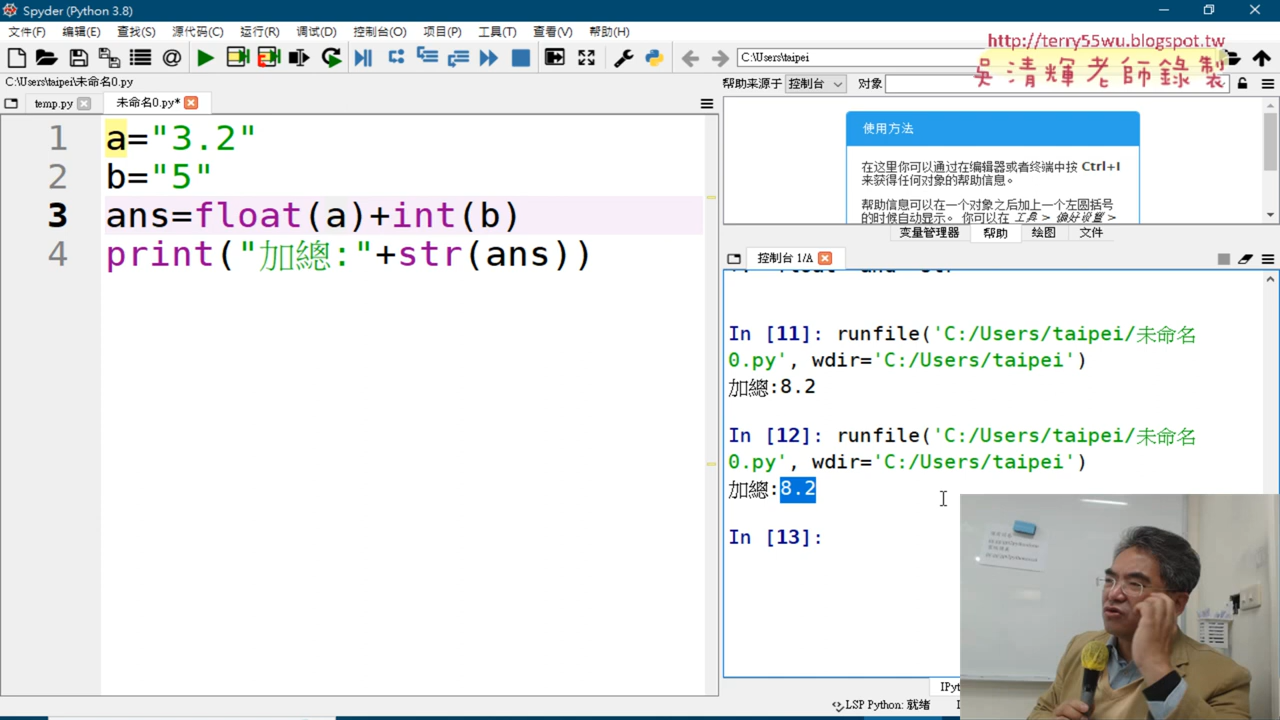 Spyder (Python 3.8)
文件(F) 编辑(E) 查找(S) 源代码(C) 运行(R) 调试(D) 控制台(O) 项目(P) 工具(T) 查看(V) 帮助(H)
http://terry55wu.blogspot.tw
吳清輝老師錄製
C:\Users\taipei
C:\Users\taipei\未命名0.py
帮助来源于 控制台 对象
temp.py 未命名0.py*
1 a="3.2"
2 b="5"
3 ans=float(a)+int(b)
4 print("加總:"+str(ans))
使用方法
在这里你可以通过在编辑器或者终端中按 Ctrl+I
来获得任何对象的帮助信息。
帮助信息可以在一个对象之后加上一个左圆括号
的时候自动显示。 你可以在 工具 > 偏好设置 >
变量管理器 帮助 绘图 文件
控制台 1/A
In [11]: runfile('C:/Users/taipei/未命名
0.py', wdir='C:/Users/taipei')
加總:8.2
In [12]: runfile('C:/Users/taipei/未命名
0.py', wdir='C:/Users/taipei')
加總:8.2
In [13]:
LSP Python: 就绪